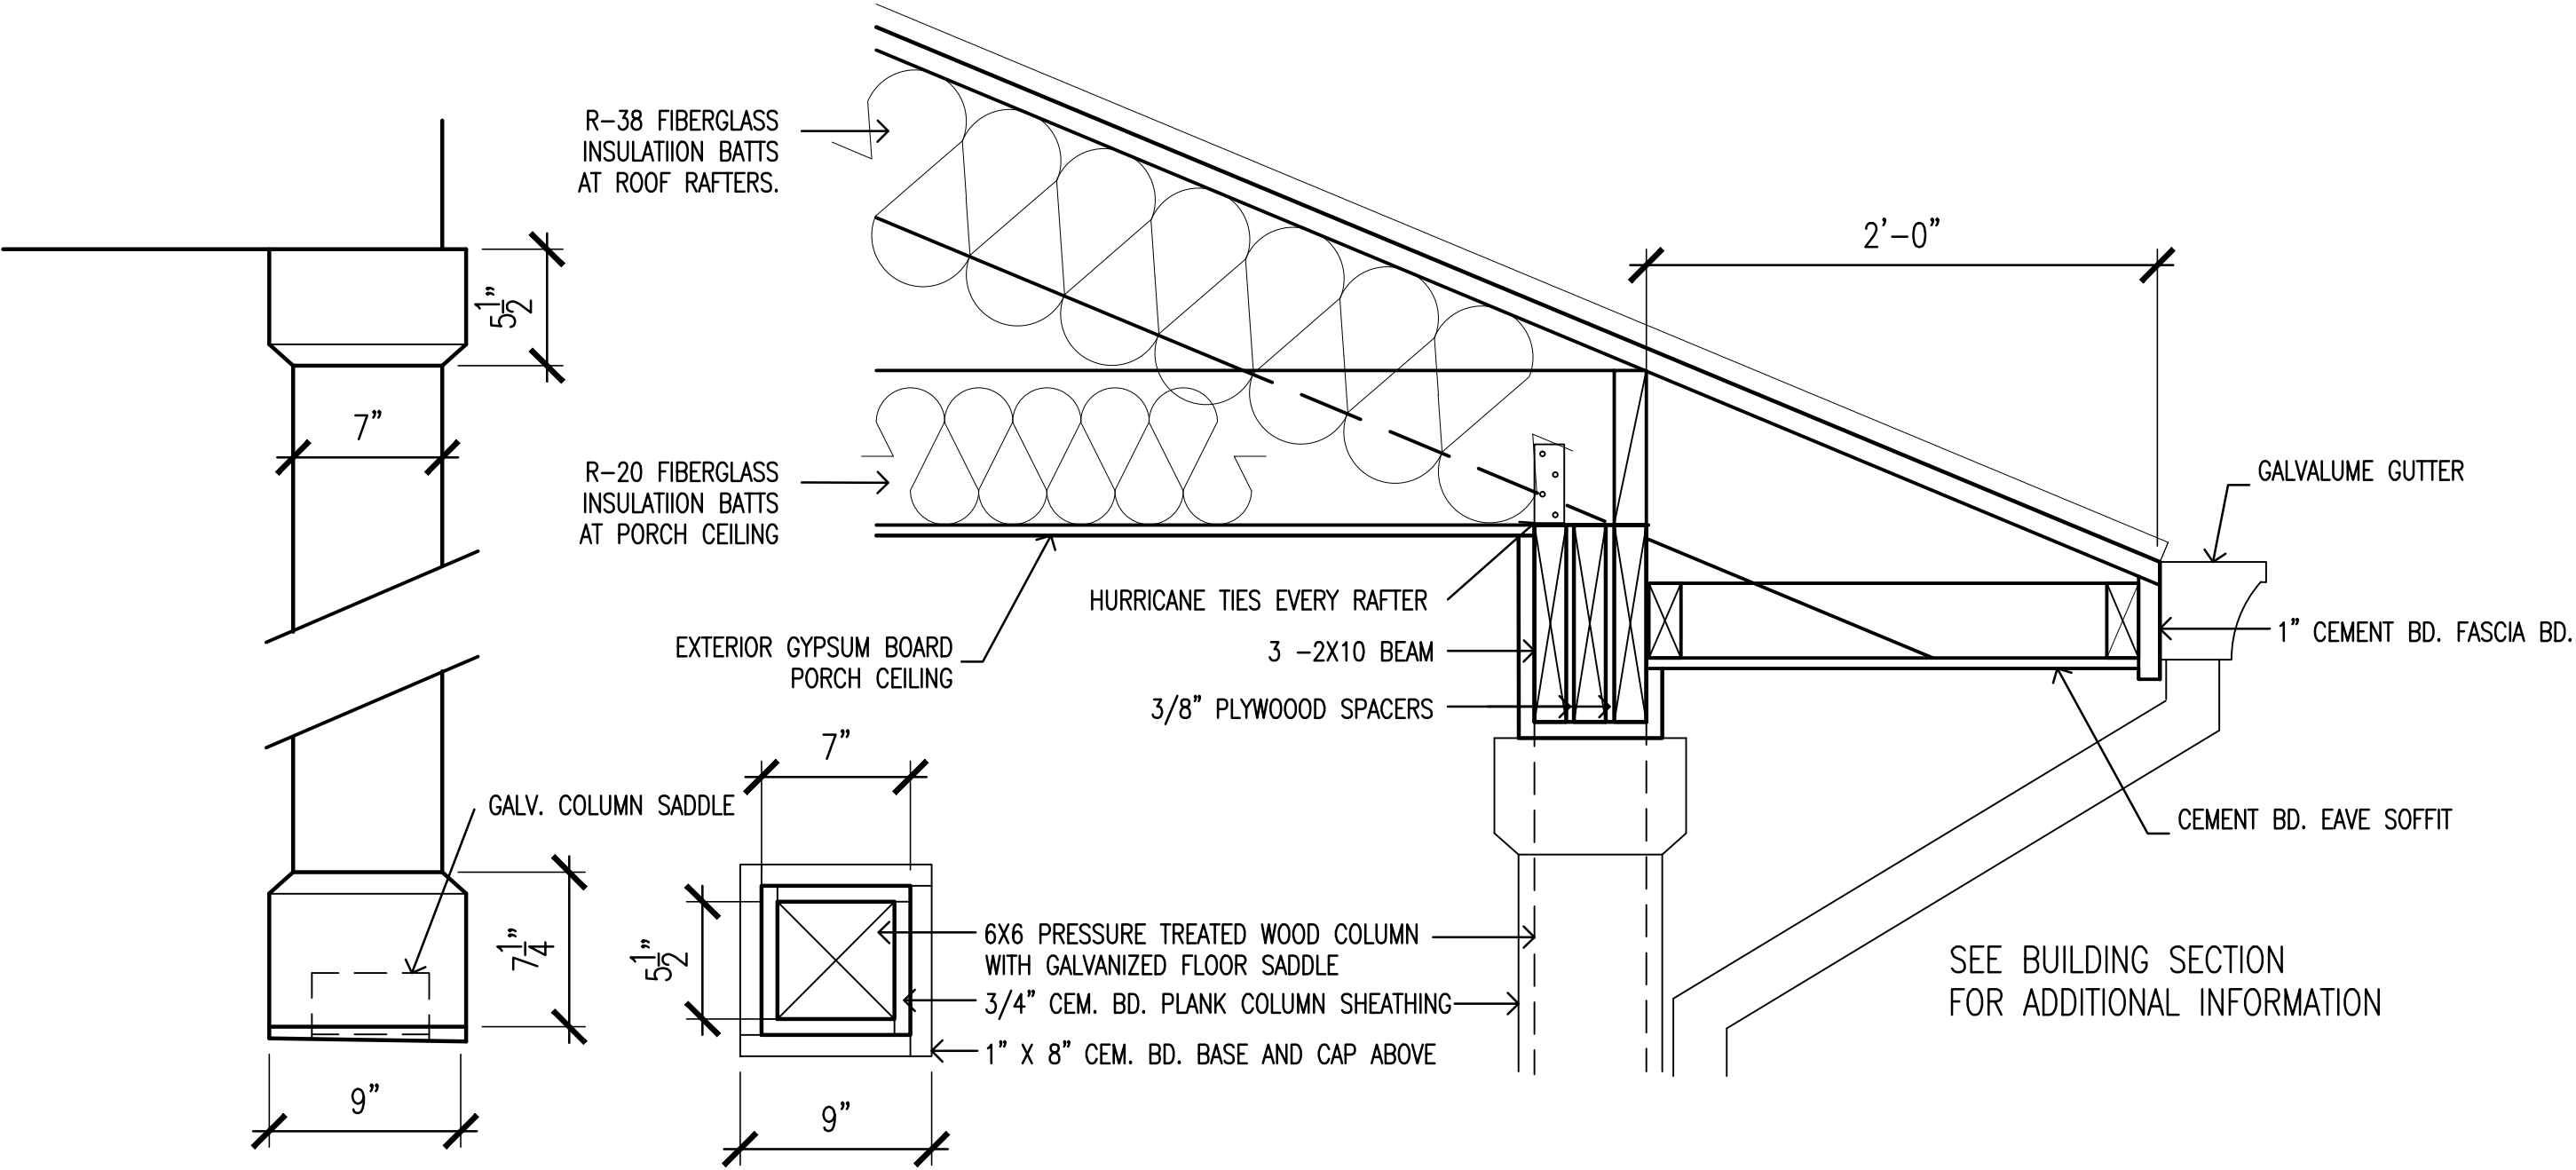 R-38 FIBERGLASS
INSULATIION BATTS
AT ROOF RAFTERS.
2'-0"
5 1/2"
7"
R-20 FIBERGLASS
INSULATIION BATTS
AT PORCH CEILING
GALVALUME GUTTER
HURRICANE TIES EVERY RAFTER
1" CEMENT BD. FASCIA BD.
EXTERIOR GYPSUM BOARD
PORCH CEILING
3 -2X10 BEAM
3/8" PLYWOOOD SPACERS
7"
GALV. COLUMN SADDLE
CEMENT BD. EAVE SOFFIT
7 1/4"
5 1/2"
6X6 PRESSURE TREATED WOOD COLUMN
WITH GALVANIZED FLOOR SADDLE
3/4" CEM. BD. PLANK COLUMN SHEATHING
1" X 8" CEM. BD. BASE AND CAP ABOVE
SEE BUILDING SECTION
FOR ADDITIONAL INFORMATION
9"
9"